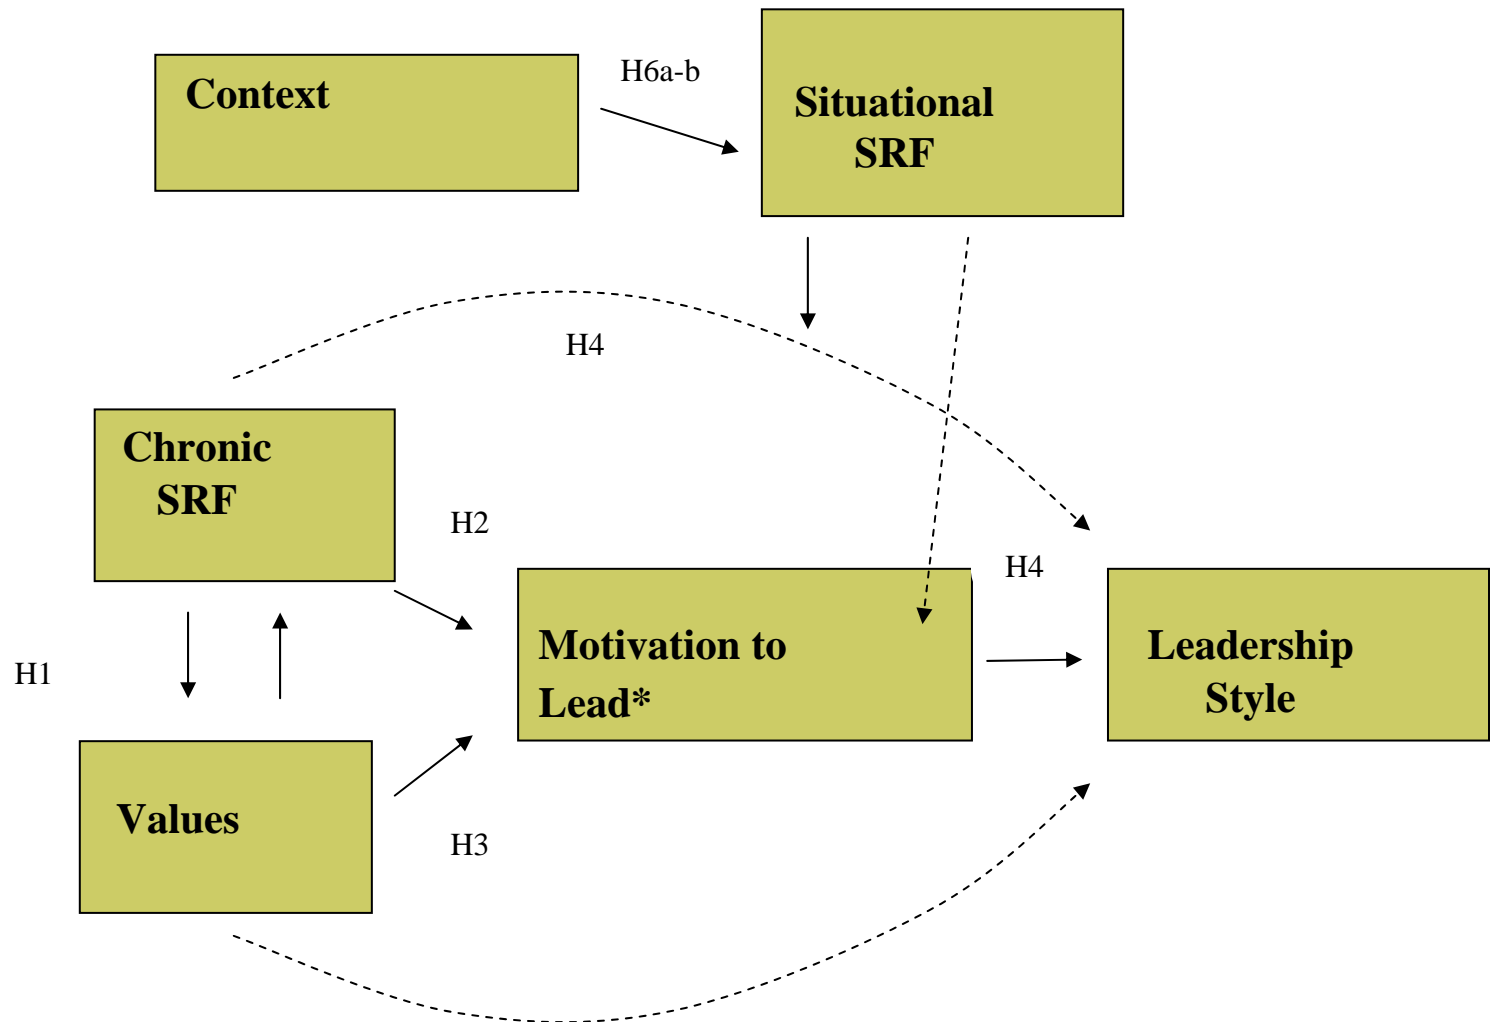 Context
H6a-b
Situational
SRF
H4
Chronic
SRF
H2
H4
Motivation to
Lead*
Leadership
Style
H1
Values
H3